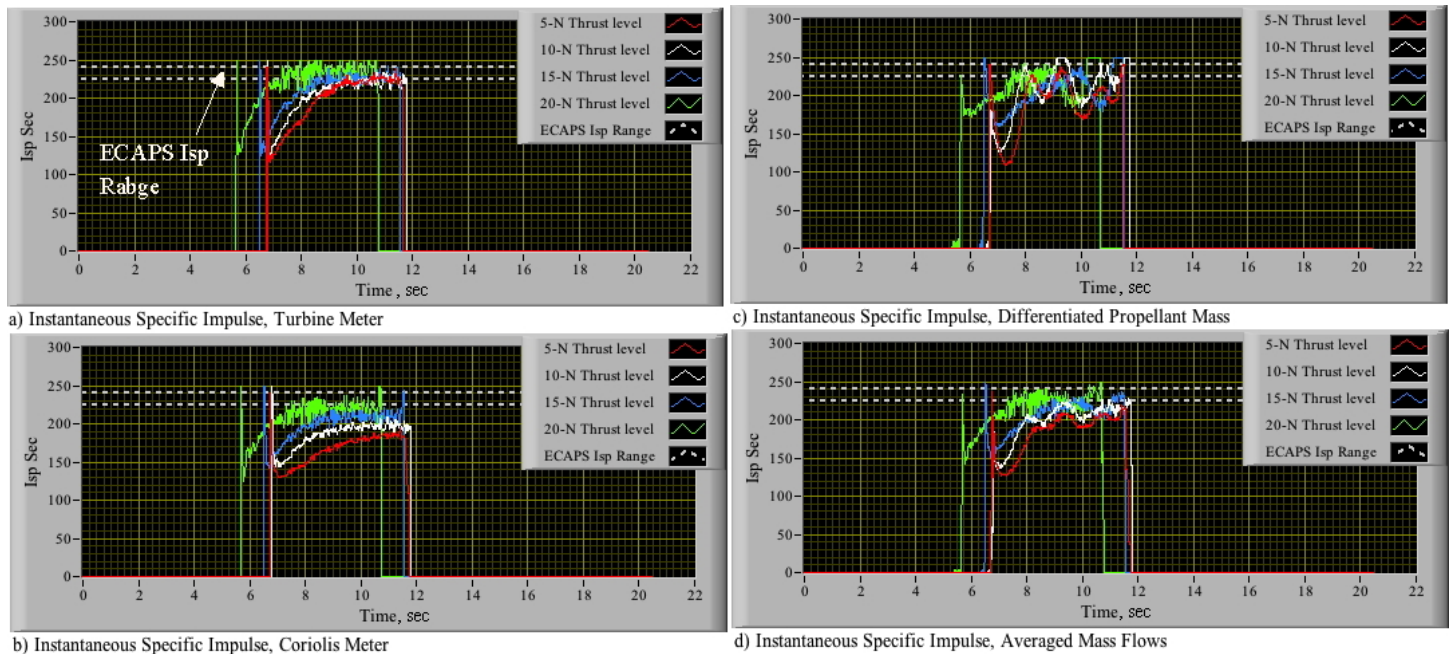 300
250
200
150
100
50
0
Isp Sec
0 2 4 6 8 10 12 14 16 18 20 22
Time , sec
5-N Thrust level
10-N Thrust level
15-N Thrust level
20-N Thrust level
ECAPS Isp Range
ECAPS Isp
Rabge
a) Instantaneous Specific Impulse, Turbine Meter
300
250
200
150
100
50
0
Isp Sec
0 2 4 6 8 10 12 14 16 18 20 22
Time, sec
5-N Thrust level
10-N Thrust level
15-N Thrust level
20-N Thrust level
ECAPS Isp Range
c) Instantaneous Specific Impulse, Differentiated Propellant Mass
300
250
200
150
100
50
0
Isp Sec
0 2 4 6 8 10 12 14 16 18 20 22
Time, sec
5-N Thrust level
10-N Thrust level
15-N Thrust level
20-N Thrust level
ECAPS Isp Range
b) Instantaneous Specific Impulse, Coriolis Meter
300
250
200
150
100
50
0
Isp Sec
0 2 4 6 8 10 12 14 16 18 20 22
Time, sec
5-N Thrust level
10-N Thrust level
15-N Thrust level
20-N Thrust level
ECAPS Isp Range
d) Instantaneous Specific Impulse, Averaged Mass Flows